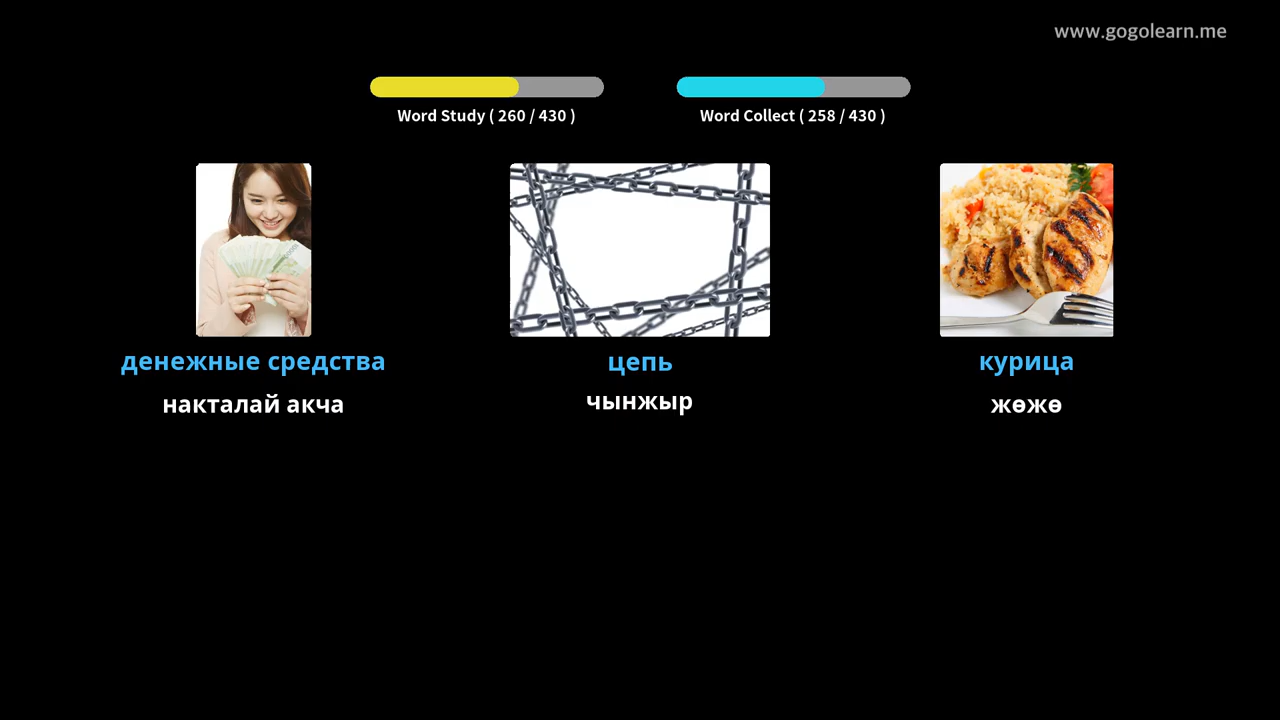 www.gogolearn.me
Word Study ( 260 / 430 )
Word Collect ( 258 / 430 )
денежные средства
цепь
курица
накталай акча
чынжыр
жөжө